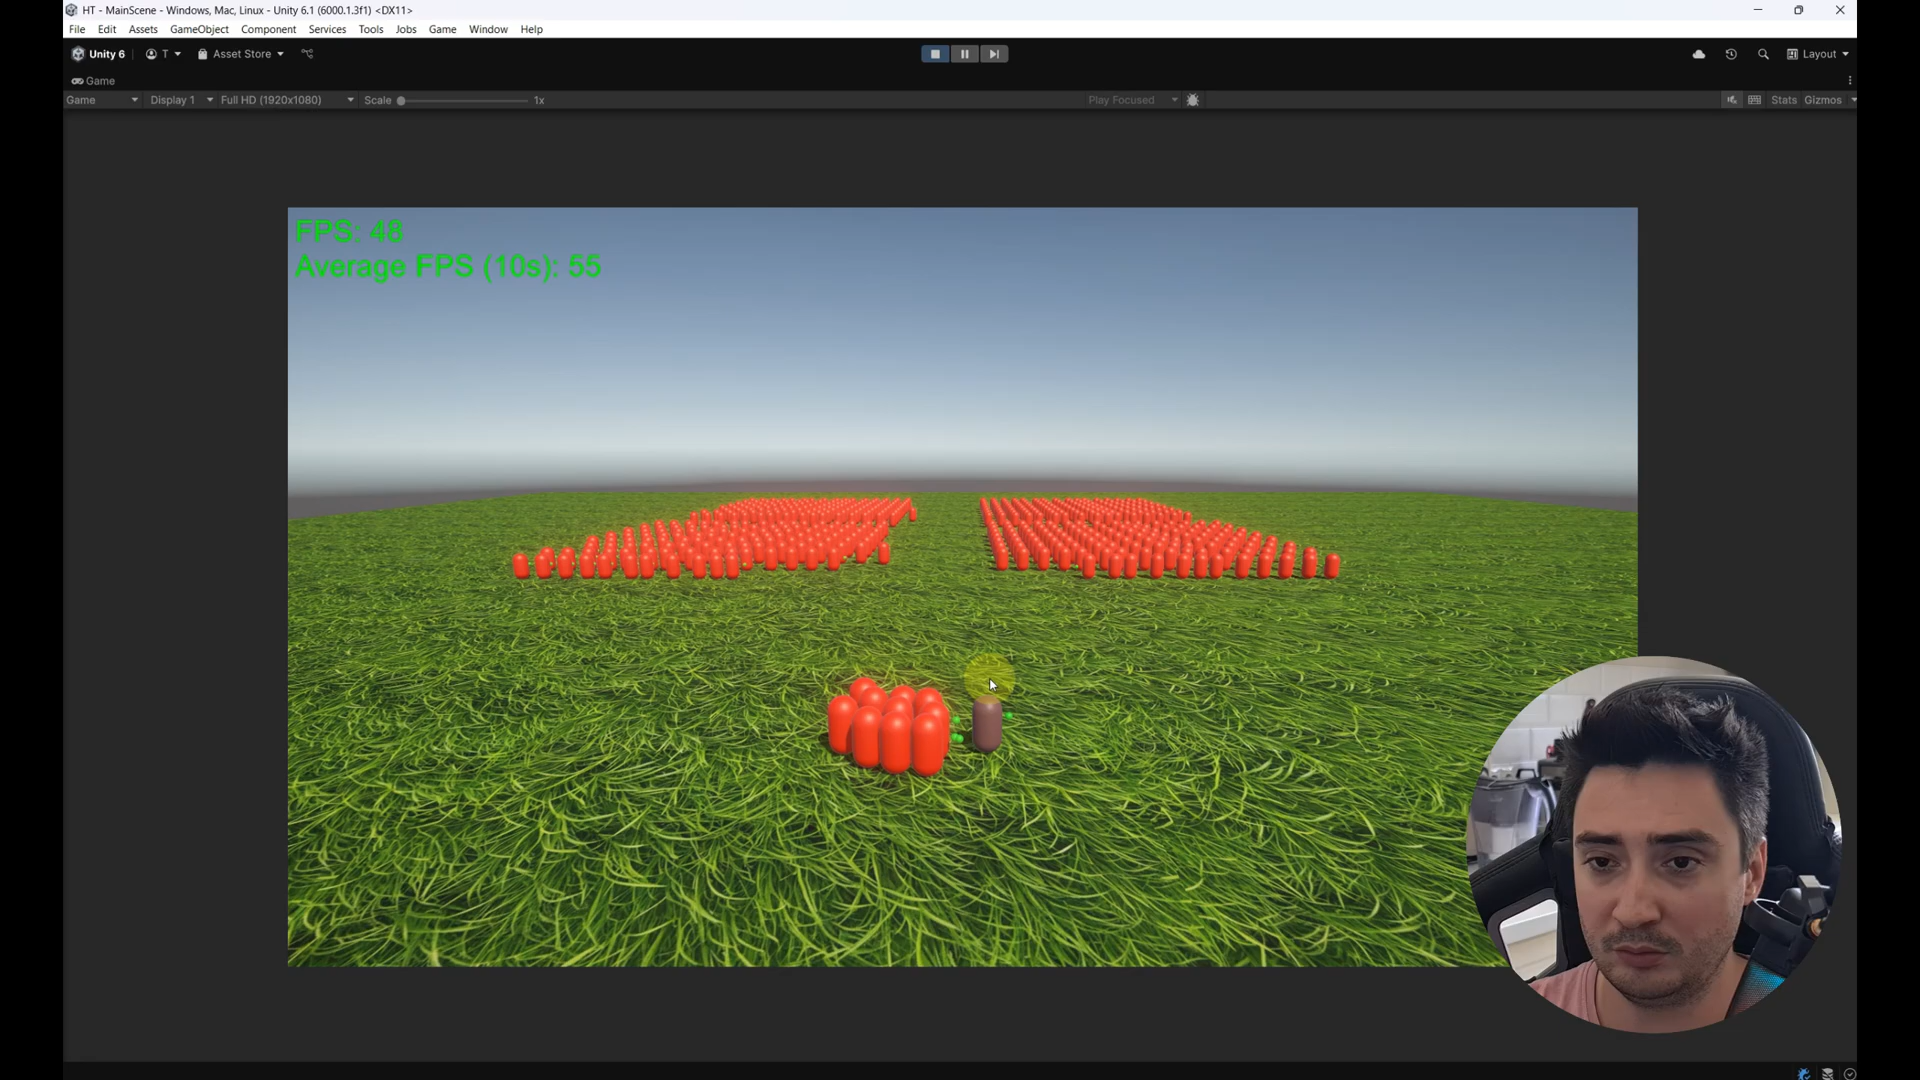 HT - MainScene - Windows, Mac, Linux - Unity 6.1 (6000.1.3f1) <DX11>
File Edit Assets GameObject Component Services Tools Jobs Game Window Help
Unity 6 T Asset Store Layout
Game
Game Display 1 Full HD (1920x1080) Scale 1x Play Focused Stats Gizmos
FPS: 48
Average FPS (10s): 55